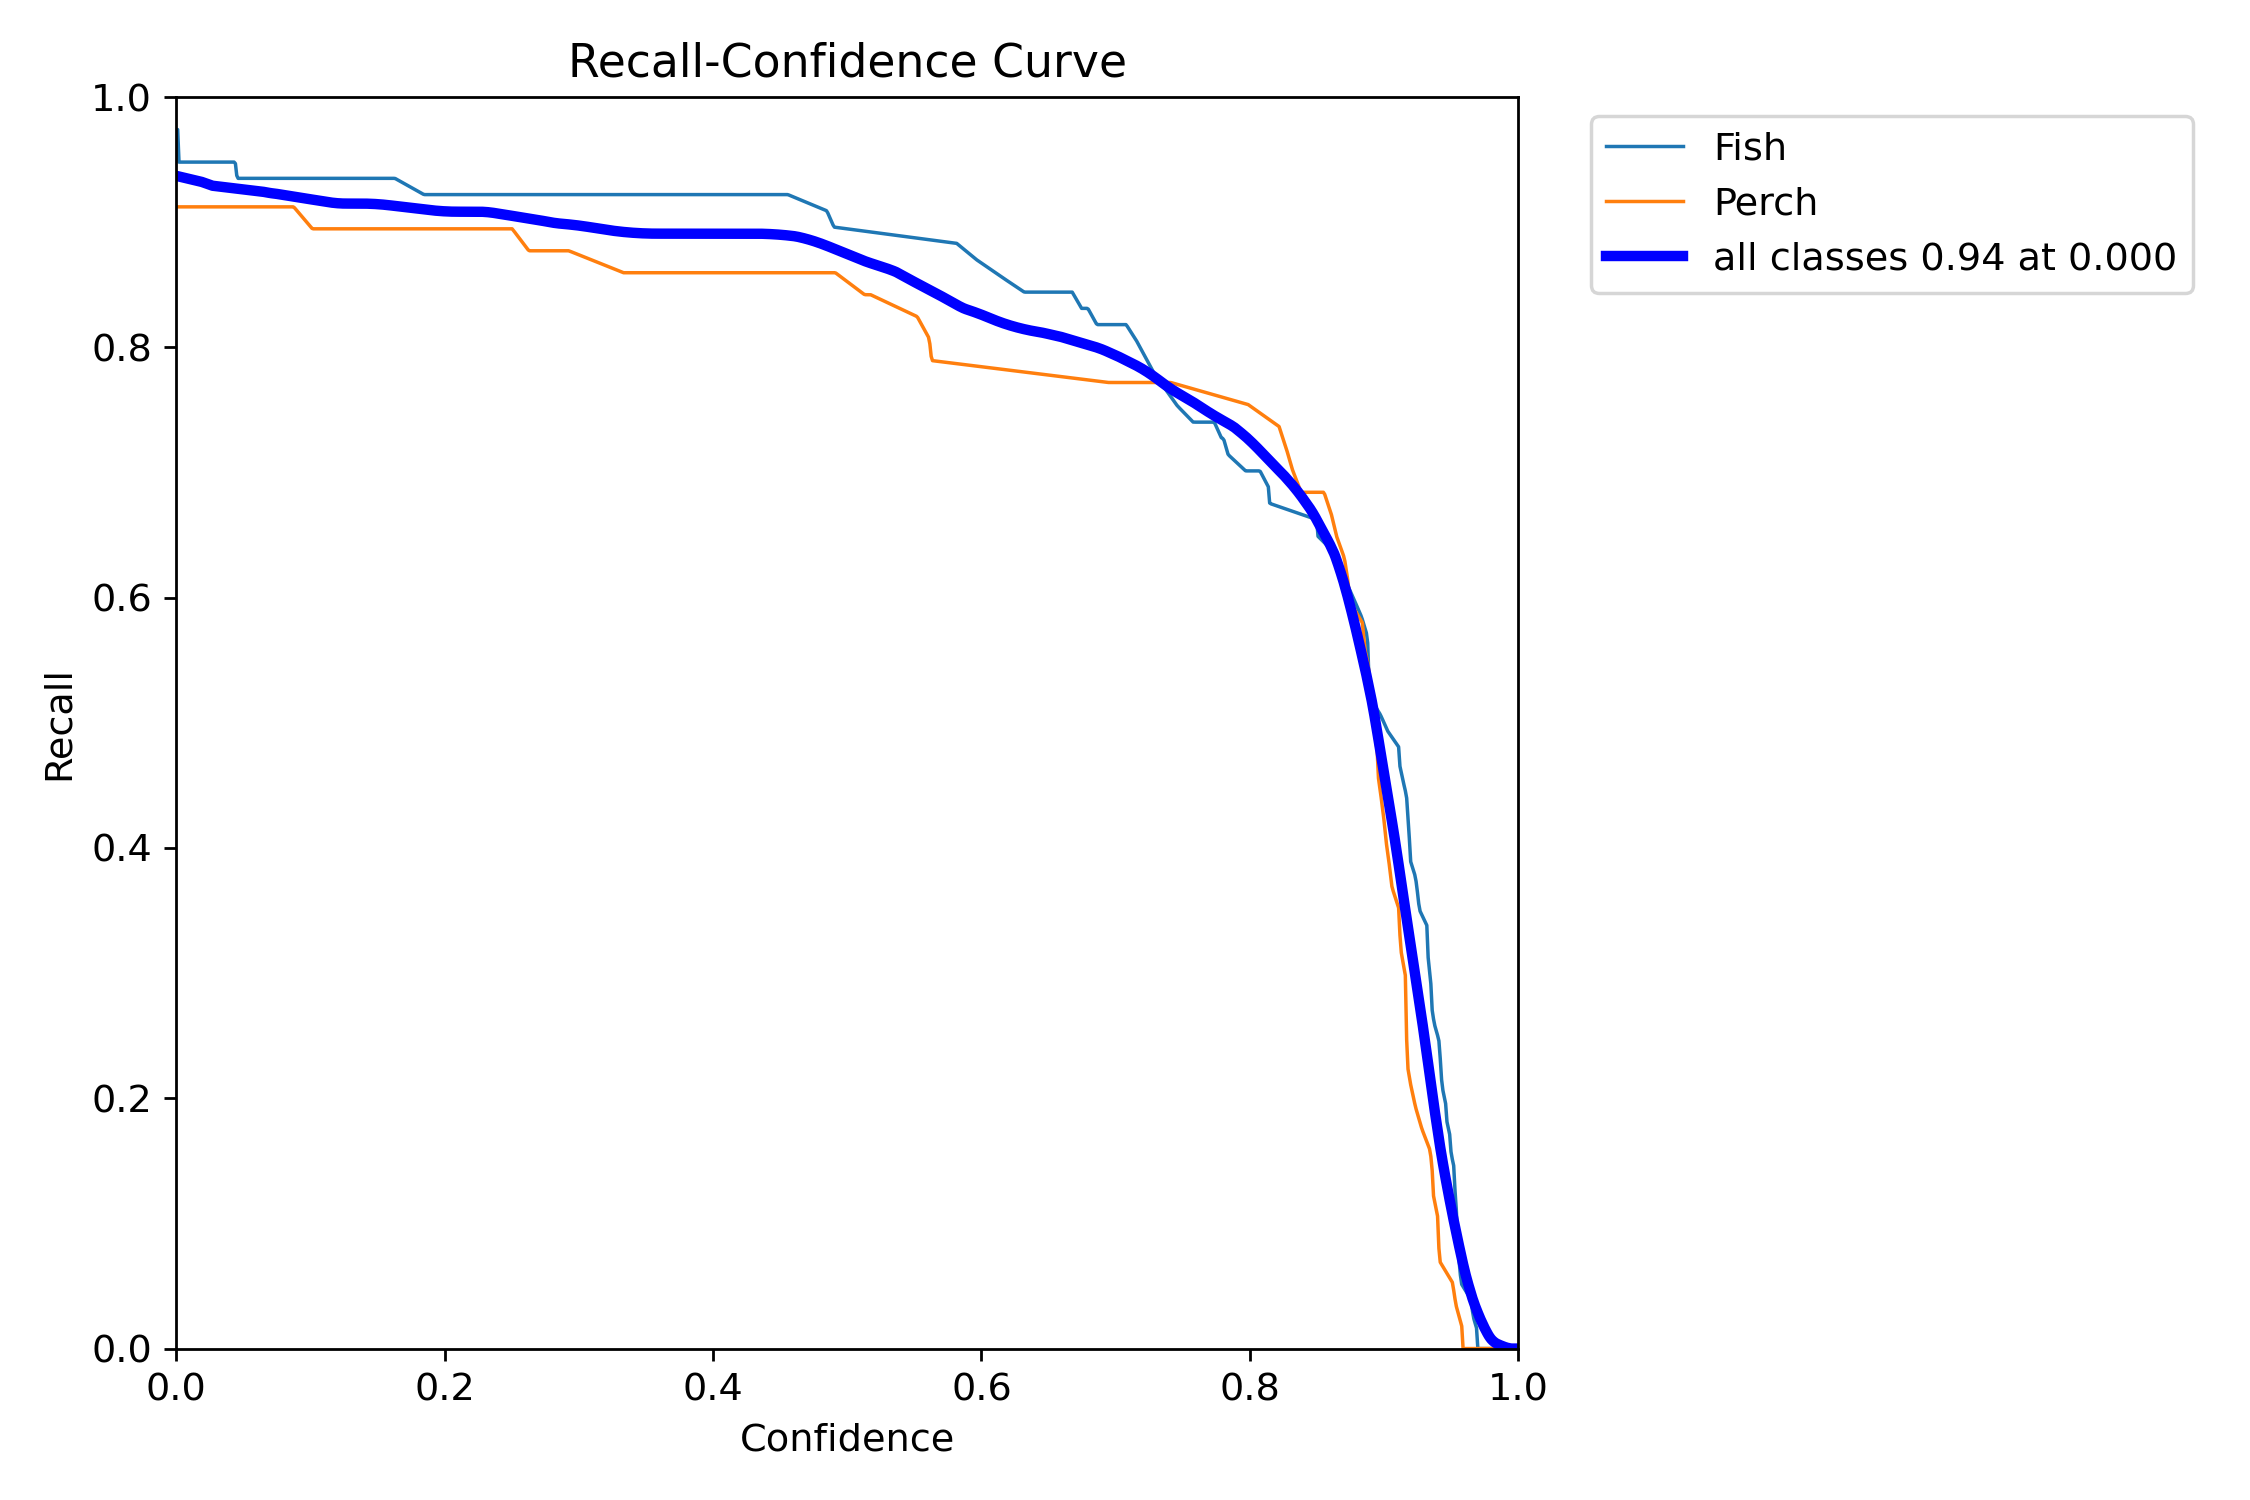 Recall-Confidence Curve
1.0
0.8
0.6
0.4
0.2
0.0
Recall
0.0 0.2 0.4 0.6 0.8 1.0
Confidence
Fish
Perch
all classes 0.94 at 0.000